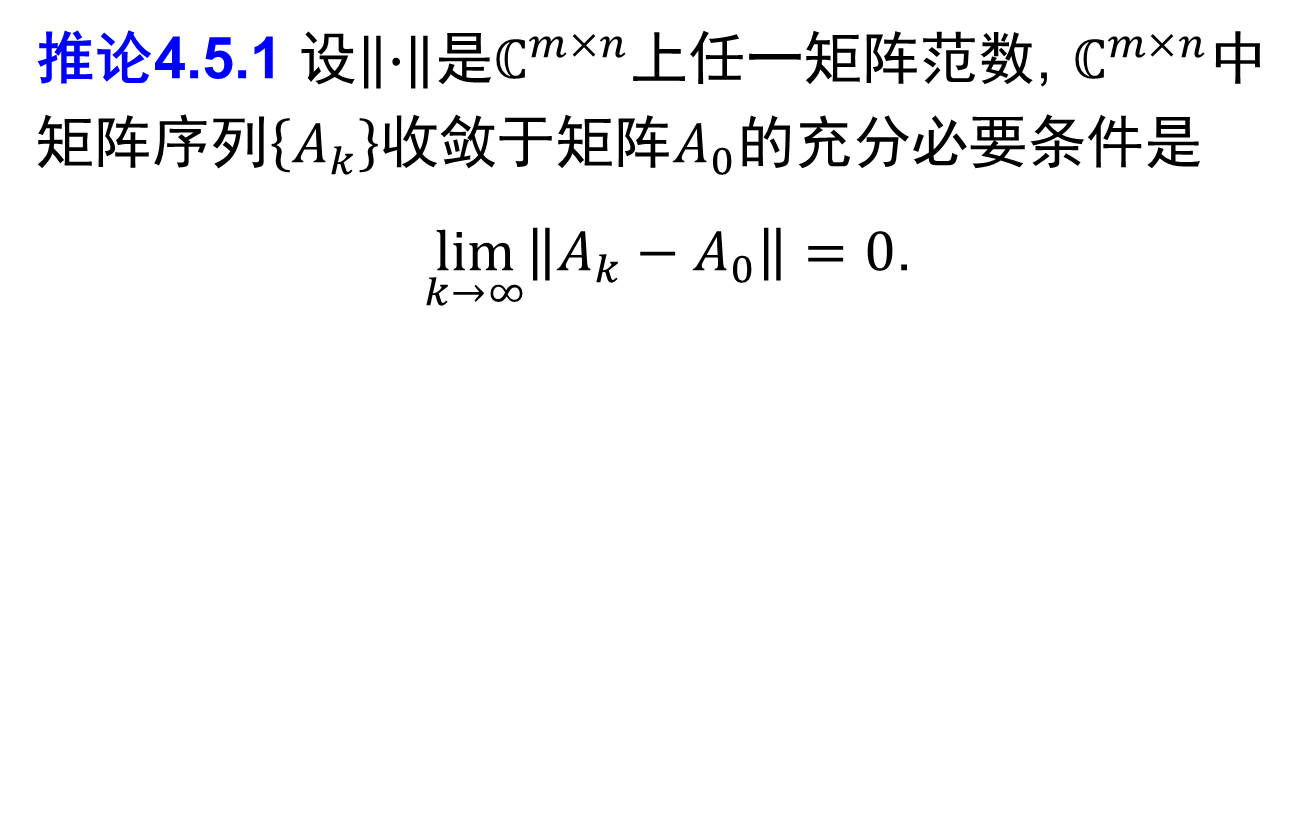 推论4.5.1 设‖·‖是ℂ^{m×n}上任一矩阵范数, ℂ^{m×n}中
矩阵序列{A_k}收敛于矩阵A_0的充分必要条件是
lim_{k→∞}‖A_k − A_0‖ = 0.